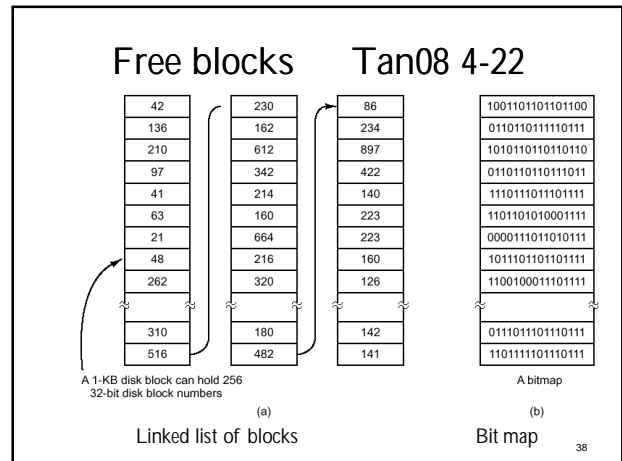 Free blocks Tan08 4-22
42 230 86 1001101101101100
136 162 234 0110110111110111
210 612 897 1010110110110110
97 342 422 0110110110111011
41 214 140 1110111011101111
63 160 223 1101101010001111
21 664 223 0000111011010111
48 216 160 1011101101101111
262 320 126 1100100011101111
310 180 142 0111011101110111
516 482 141 1101111101110111
A 1-KB disk block can hold 256
32-bit disk block numbers
A bitmap
(a) (b)
Linked list of blocks Bit map
38